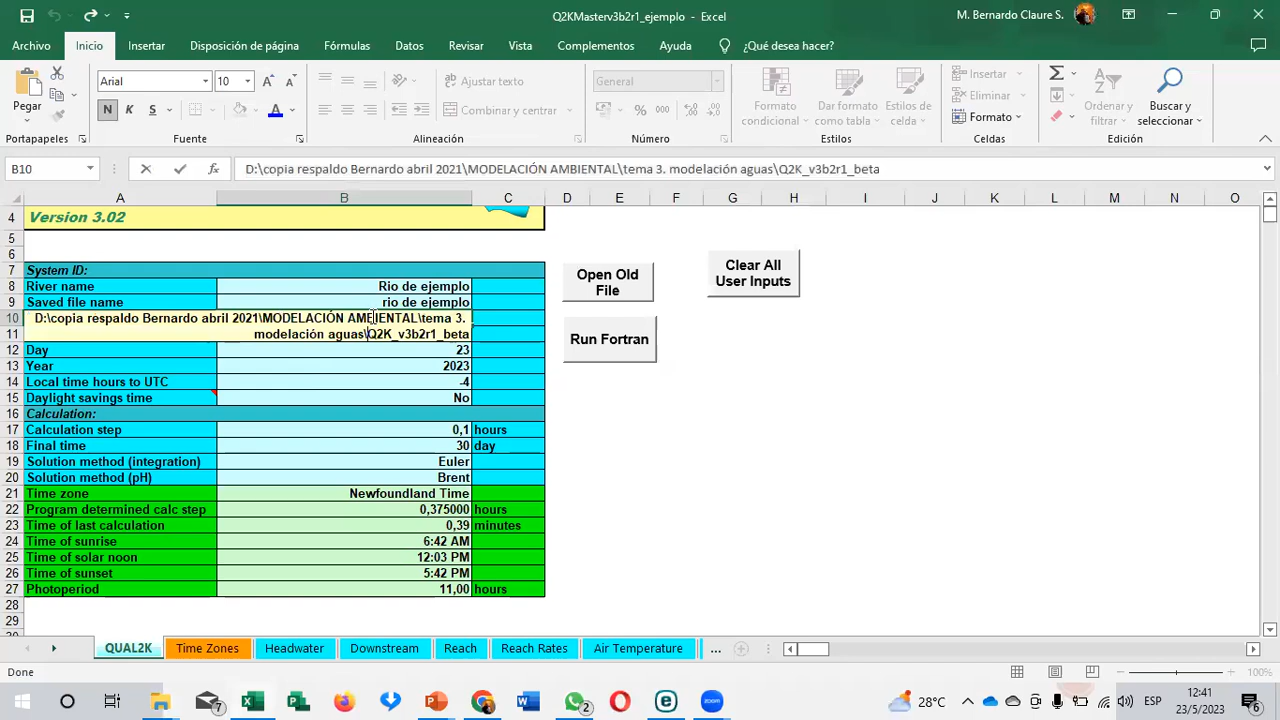 Q2KMasterv3b2r1_ejemplo - Excel
M. Bernardo Claure S.
Archivo Inicio Insertar Disposición de página Fórmulas Datos Revisar Vista Complementos Ayuda ¿Qué desea hacer?
Pegar
Arial 10
N K S
Ajustar texto
Combinar y centrar
General
% 000
Formato condicional
Dar formato como tabla
Estilos de celda
Insertar
Eliminar
Formato
Ordenar y filtrar
Buscar y seleccionar
Portapapeles Fuente Alineación Número Estilos Celdas Edición
B10 fx D:\copia respaldo Bernardo abril 2021\MODELACIÓN AMBIENTAL\tema 3. modelación aguas\Q2K_v3b2r1_beta
A B C D E F G H I J K L M N O
4 Version 3.02
5
6
7 System ID:
8 River name Rio de ejemplo
9 Saved file name rio de ejemplo
10 D:\copia respaldo Bernardo abril 2021\MODELACIÓN AMBIENTAL\tema 3.
11 modelación aguas\Q2K_v3b2r1_beta
12 Day 23
13 Year 2023
14 Local time hours to UTC -4
15 Daylight savings time No
16 Calculation:
17 Calculation step 0,1 hours
18 Final time 30 day
19 Solution method (integration) Euler
20 Solution method (pH) Brent
21 Time zone Newfoundland Time
22 Program determined calc step 0,375000 hours
23 Time of last calculation 0,39 minutes
24 Time of sunrise 6:42 AM
25 Time of solar noon 12:03 PM
26 Time of sunset 5:42 PM
27 Photoperiod 11,00 hours
28
29
Open Old File
Clear All User Inputs
Run Fortran
QUAL2K Time Zones Headwater Downstream Reach Reach Rates Air Temperature ...
Done
100%
7
2
28°C
ESP
12:41
23/5/2023
6